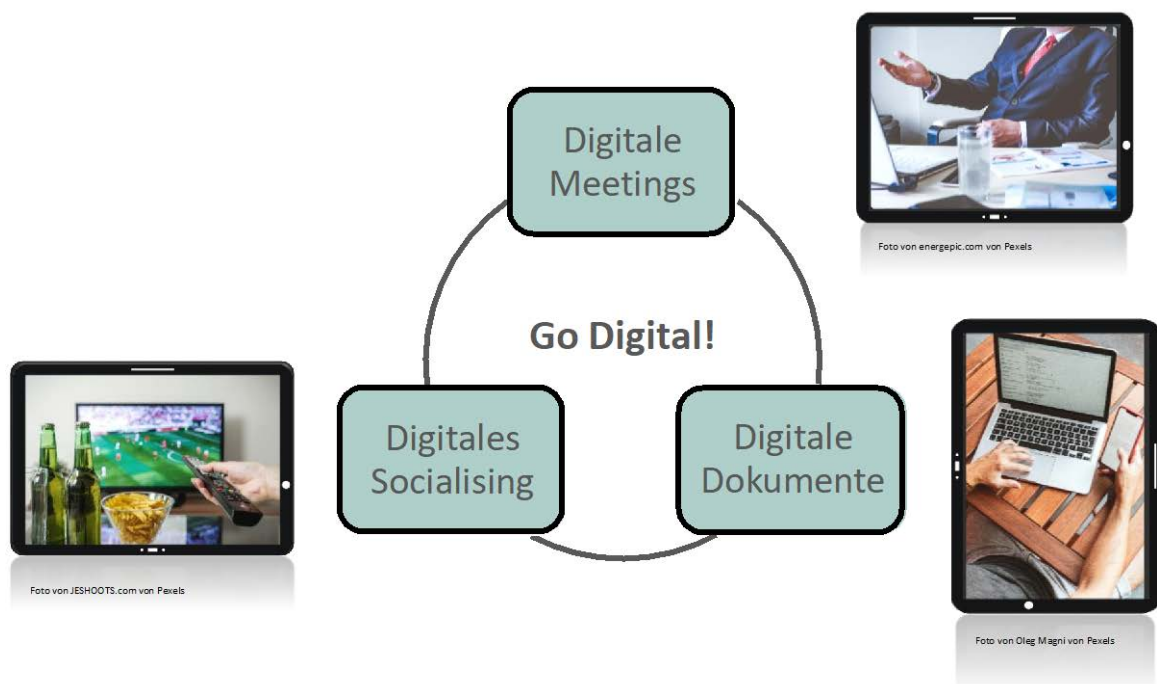 Digitale
Meetings
Foto von energepic.com von Pexels
Go Digital!
Digitales
Socialising
Digitale
Dokumente
Foto von JESHOOTS.com von Pexels
Foto von Oleg Magni von Pexels